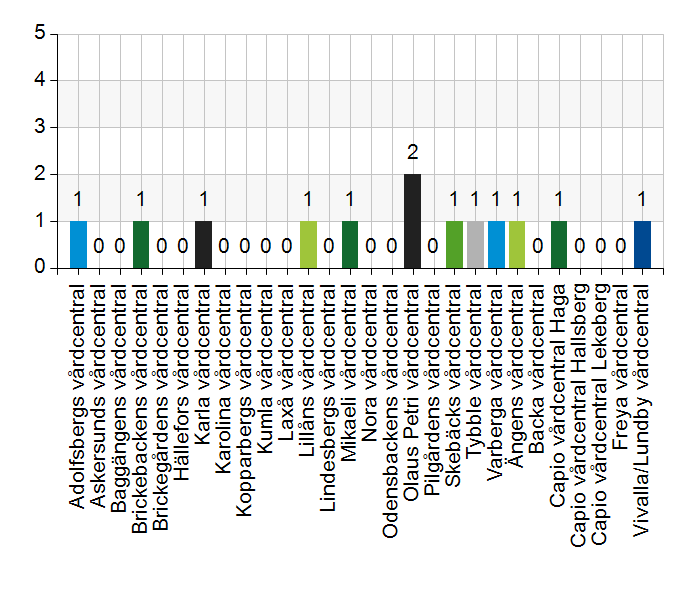 5
4
3
2
1
0
1
0
0
1
0
0
1
0
0
0
0
1
0
1
0
0
2
0
1
1
1
1
0
1
0
0
0
1
Adolfsbergs vårdcentral
Askersunds vårdcentral
Baggängens vårdcentral
Brickebackens vårdcentral
Brickegårdens vårdcentral
Hällefors vårdcentral
Karla vårdcentral
Karolina vårdcentral
Kopparbergs vårdcentral
Kumla vårdcentral
Laxå vårdcentral
Lillåns vårdcentral
Lindesbergs vårdcentral
Mikaeli vårdcentral
Nora vårdcentral
Odensbackens vårdcentral
Olaus Petri vårdcentral
Pilgårdens vårdcentral
Skebäcks vårdcentral
Tybble vårdcentral
Varberga vårdcentral
Ängens vårdcentral
Backa vårdcentral
Capio vårdcentral Haga
Capio vårdcentral Hallsberg
Capio vårdcentral Lekeberg
Freya vårdcentral
Vivalla/Lundby vårdcentral